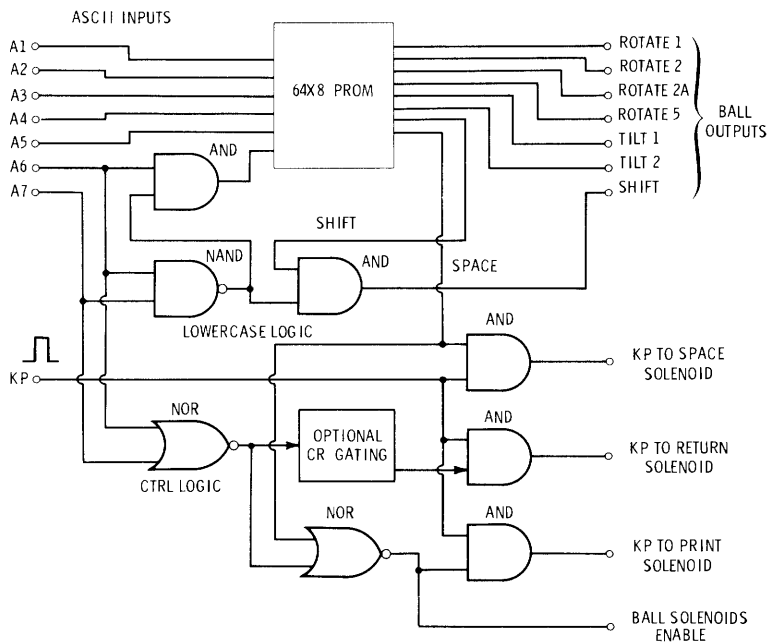 ASCII INPUTS
A1
A2
A3
A4
A5
A6
A7
64X8 PROM
ROTATE 1
ROTATE 2
ROTATE 2A
ROTATE 5
TILT 1
TILT 2
SHIFT
BALL
OUTPUTS
AND
SHIFT
NAND
AND
SPACE
LOWERCASE LOGIC
KP
AND
KP TO SPACE
SOLENOID
NOR
OPTIONAL
CR GATING
AND
KP TO RETURN
SOLENOID
CTRL LOGIC
NOR
AND
KP TO PRINT
SOLENOID
BALL SOLENOIDS
ENABLE